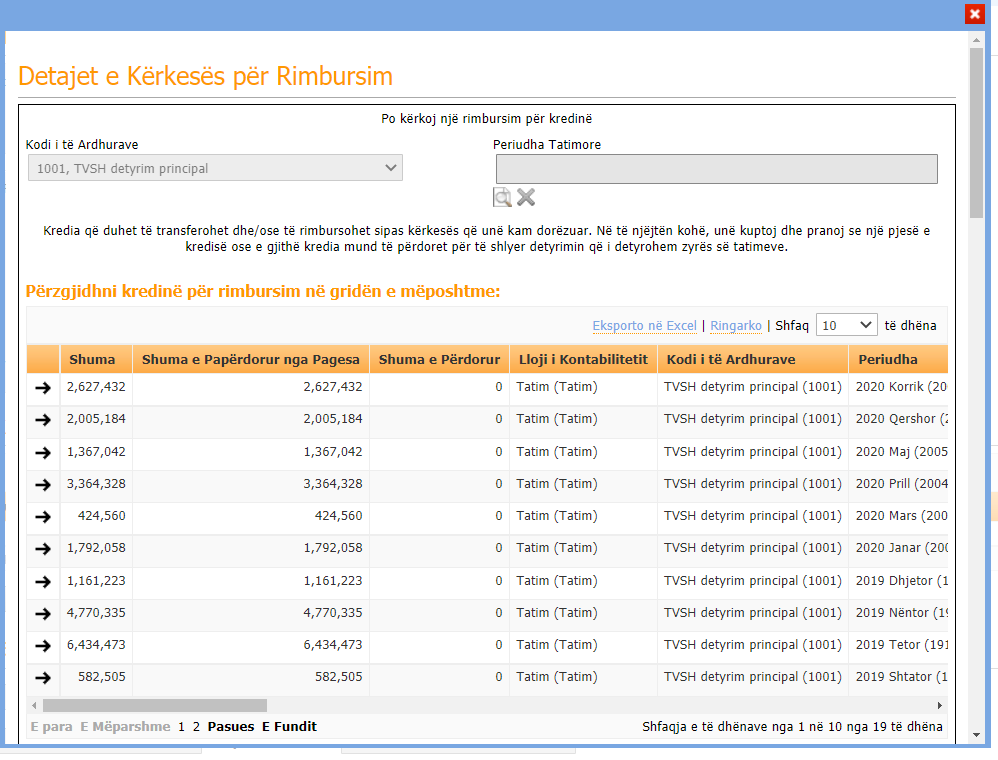 Detajet e Kërkesës për Rimbursim
Po kërkoj një rimbursim për kredinë
Kodi i të Ardhurave Periudha Tatimore
1001, TVSH detyrim principal
Kredia që duhet të transferohet dhe/ose të rimbursohet sipas kërkesës që unë kam dorëzuar. Në të njëjtën kohë, unë kuptoj dhe pranoj se një pjesë e
kredisë ose e gjithë kredia mund të përdoret për të shlyer detyrimin që i detyrohem zyrës së tatimeve.
Përzgjidhni kredinë për rimbursim në gridën e mëposhtme:
Eksporto në Excel | Ringarko | Shfaq 10 të dhëna
Shuma Shuma e Papërdorur nga Pagesa Shuma e Përdorur Lloji i Kontabilitetit Kodi i të Ardhurave Periudha
2,627,432 2,627,432 0 Tatim (Tatim) TVSH detyrim principal (1001) 2020 Korrik (20
2,005,184 2,005,184 0 Tatim (Tatim) TVSH detyrim principal (1001) 2020 Qershor (2
1,367,042 1,367,042 0 Tatim (Tatim) TVSH detyrim principal (1001) 2020 Maj (2005
3,364,328 3,364,328 0 Tatim (Tatim) TVSH detyrim principal (1001) 2020 Prill (2004
424,560 424,560 0 Tatim (Tatim) TVSH detyrim principal (1001) 2020 Mars (200
1,792,058 1,792,058 0 Tatim (Tatim) TVSH detyrim principal (1001) 2020 Janar (200
1,161,223 1,161,223 0 Tatim (Tatim) TVSH detyrim principal (1001) 2019 Dhjetor (1
4,770,335 4,770,335 0 Tatim (Tatim) TVSH detyrim principal (1001) 2019 Nëntor (19
6,434,473 6,434,473 0 Tatim (Tatim) TVSH detyrim principal (1001) 2019 Tetor (191
582,505 582,505 0 Tatim (Tatim) TVSH detyrim principal (1001) 2019 Shtator (1
E para E Mëparshme 1 2 Pasues E Fundit Shfaqja e të dhënave nga 1 në 10 nga 19 të dhëna